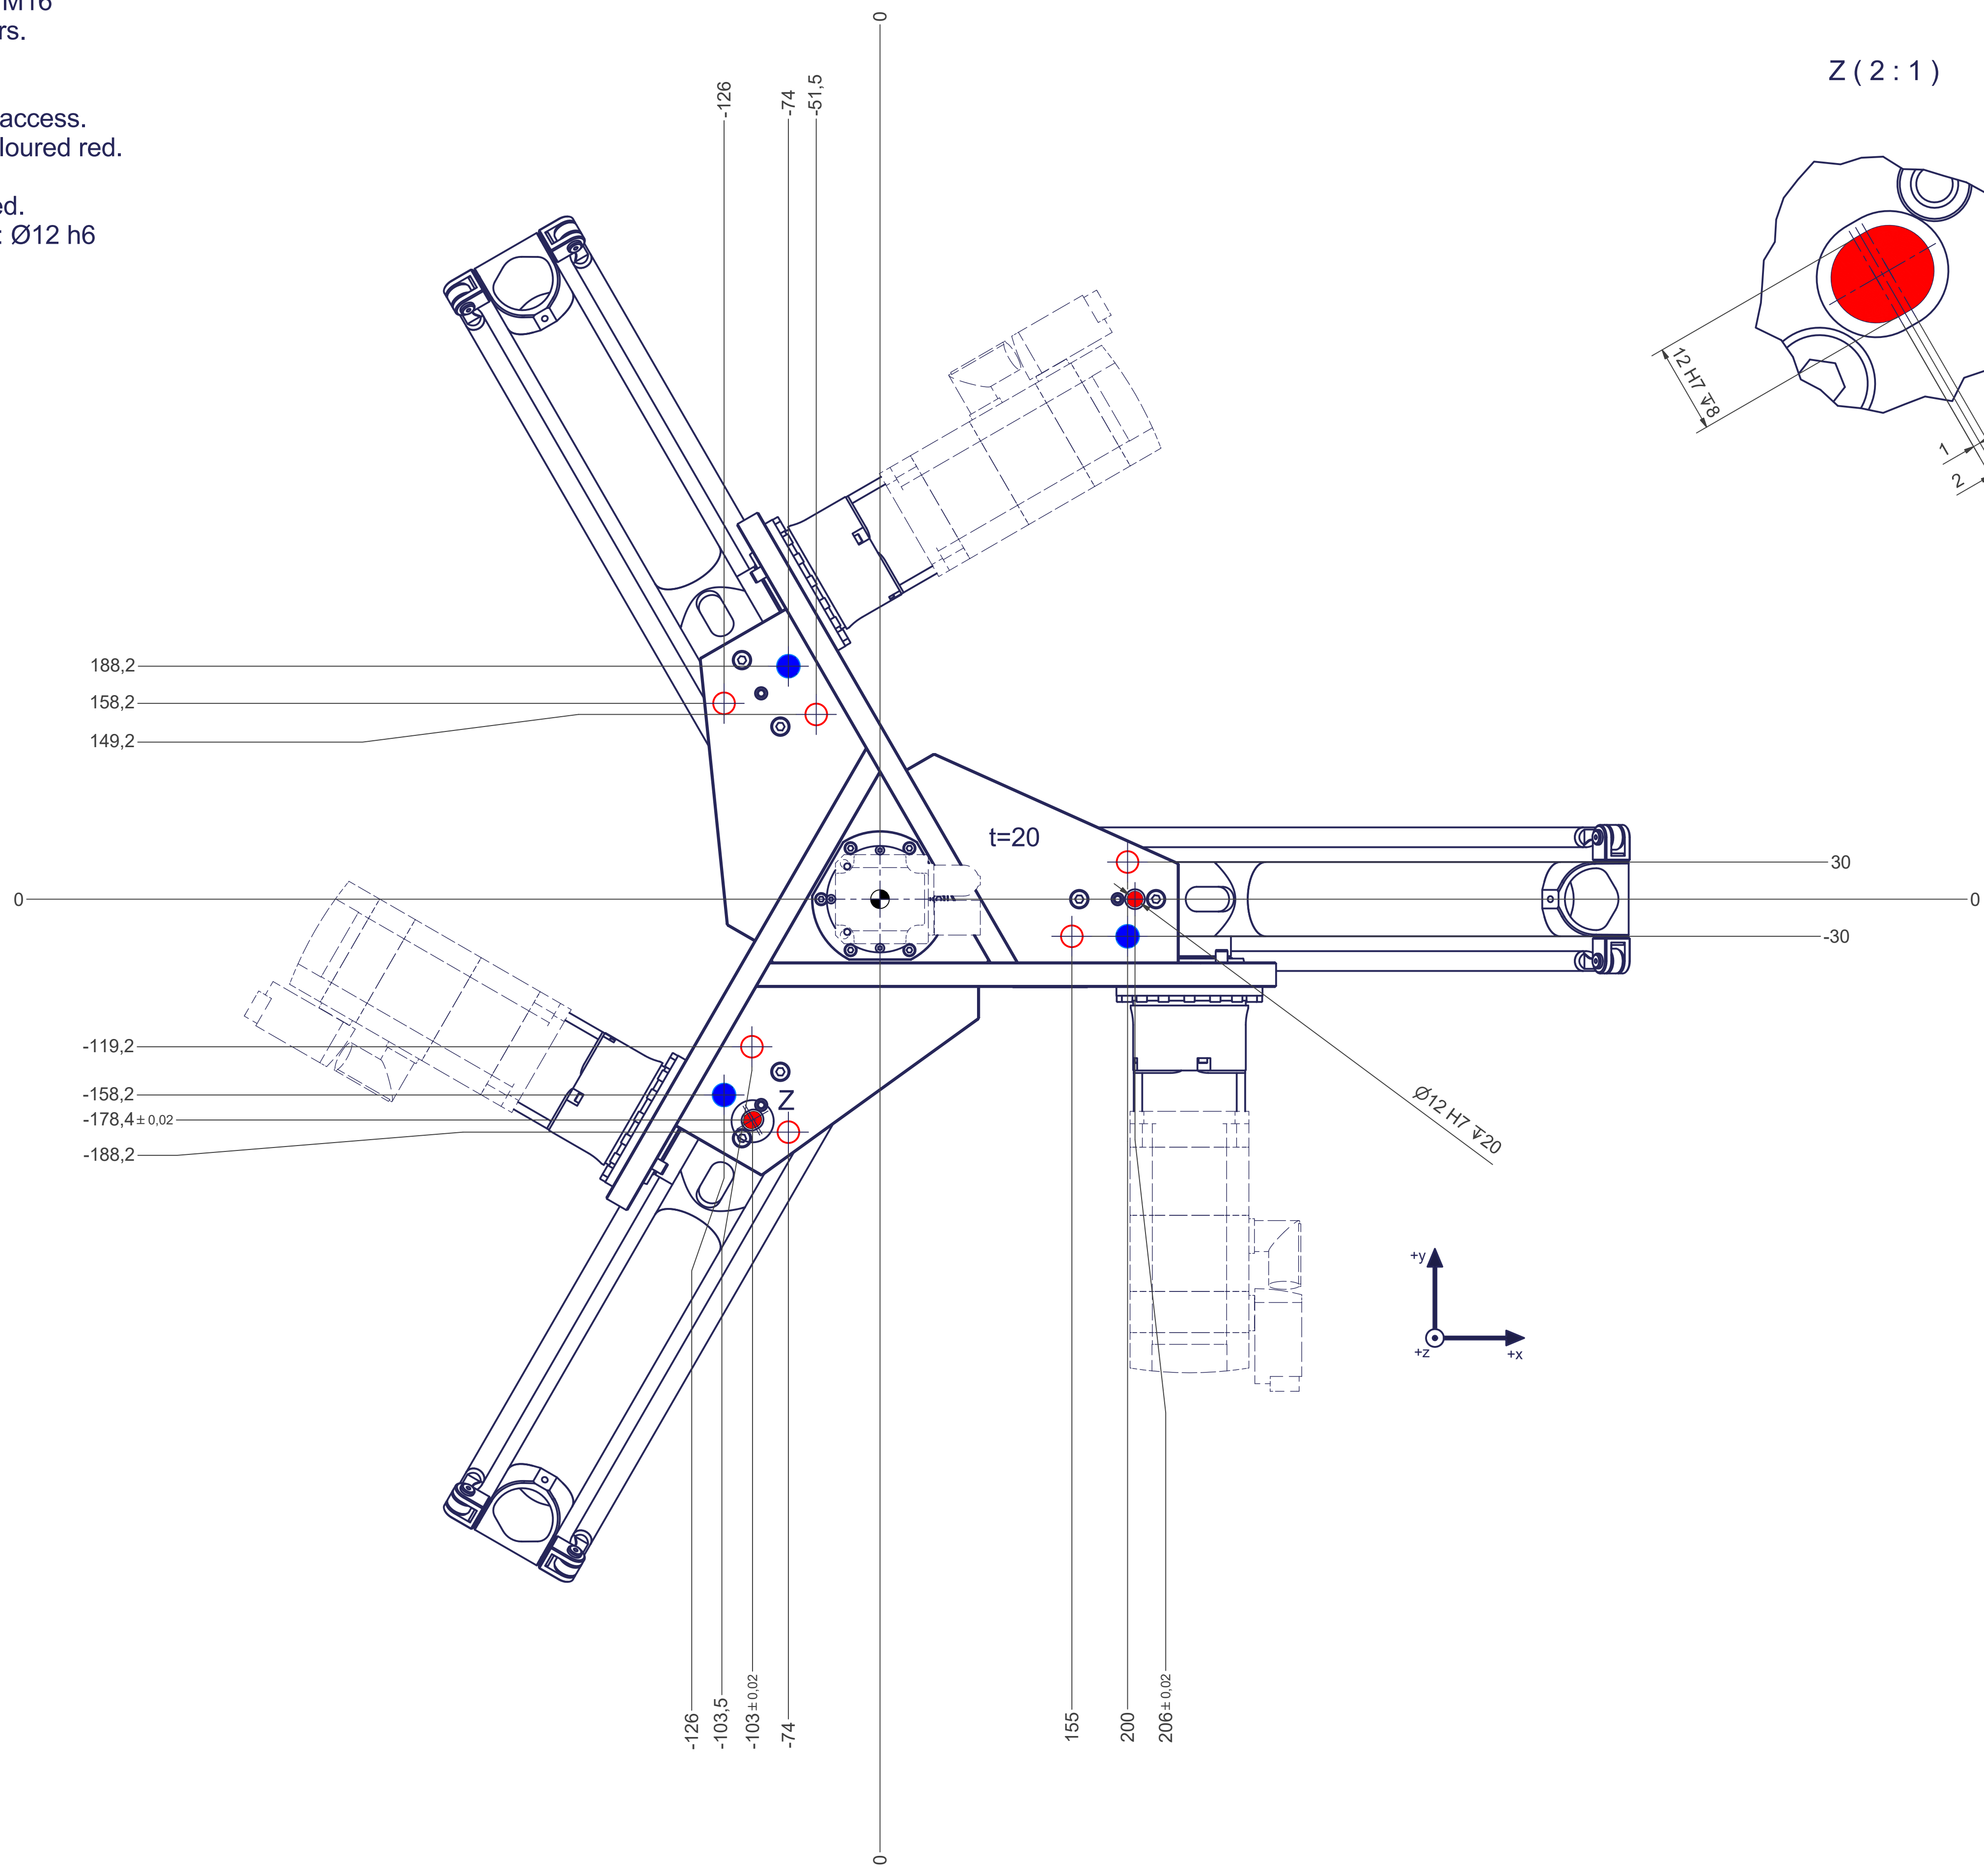 M16
rs.
access.
loured red.
ed.
: Ø12 h6
0
-126
-74
-51,5
Z ( 2 : 1 )
12 H7 ↧8
1
2
188,2
158,2
149,2
t=20
30
0
0
-30
-119,2
-158,2
-178,4 ± 0,02
-188,2
Z
Ø12 H7 ↧20
+y
+z
+x
-126
-103,5
-103 ± 0,02
-74
155
200
206 ± 0,02
0